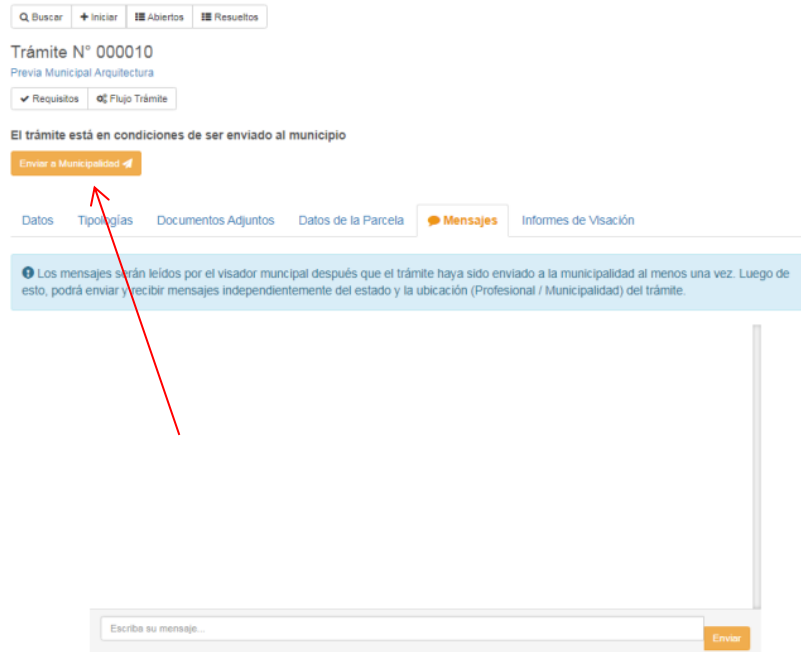 Buscar Iniciar Abiertos Resueltos
Trámite N° 000010
Previa Municipal Arquitectura
Requisitos Flujo Trámite
El trámite está en condiciones de ser enviado al municipio
Enviar a Municipalidad
Datos Tipologías Documentos Adjuntos Datos de la Parcela Mensajes Informes de Visación
Los mensajes serán leídos por el visador muncipal después que el trámite haya sido enviado a la municipalidad al menos una vez. Luego de
esto, podrá enviar y recibir mensajes independientemente del estado y la ubicación (Profesional / Municipalidad) del trámite.
Escriba su mensaje...
Enviar